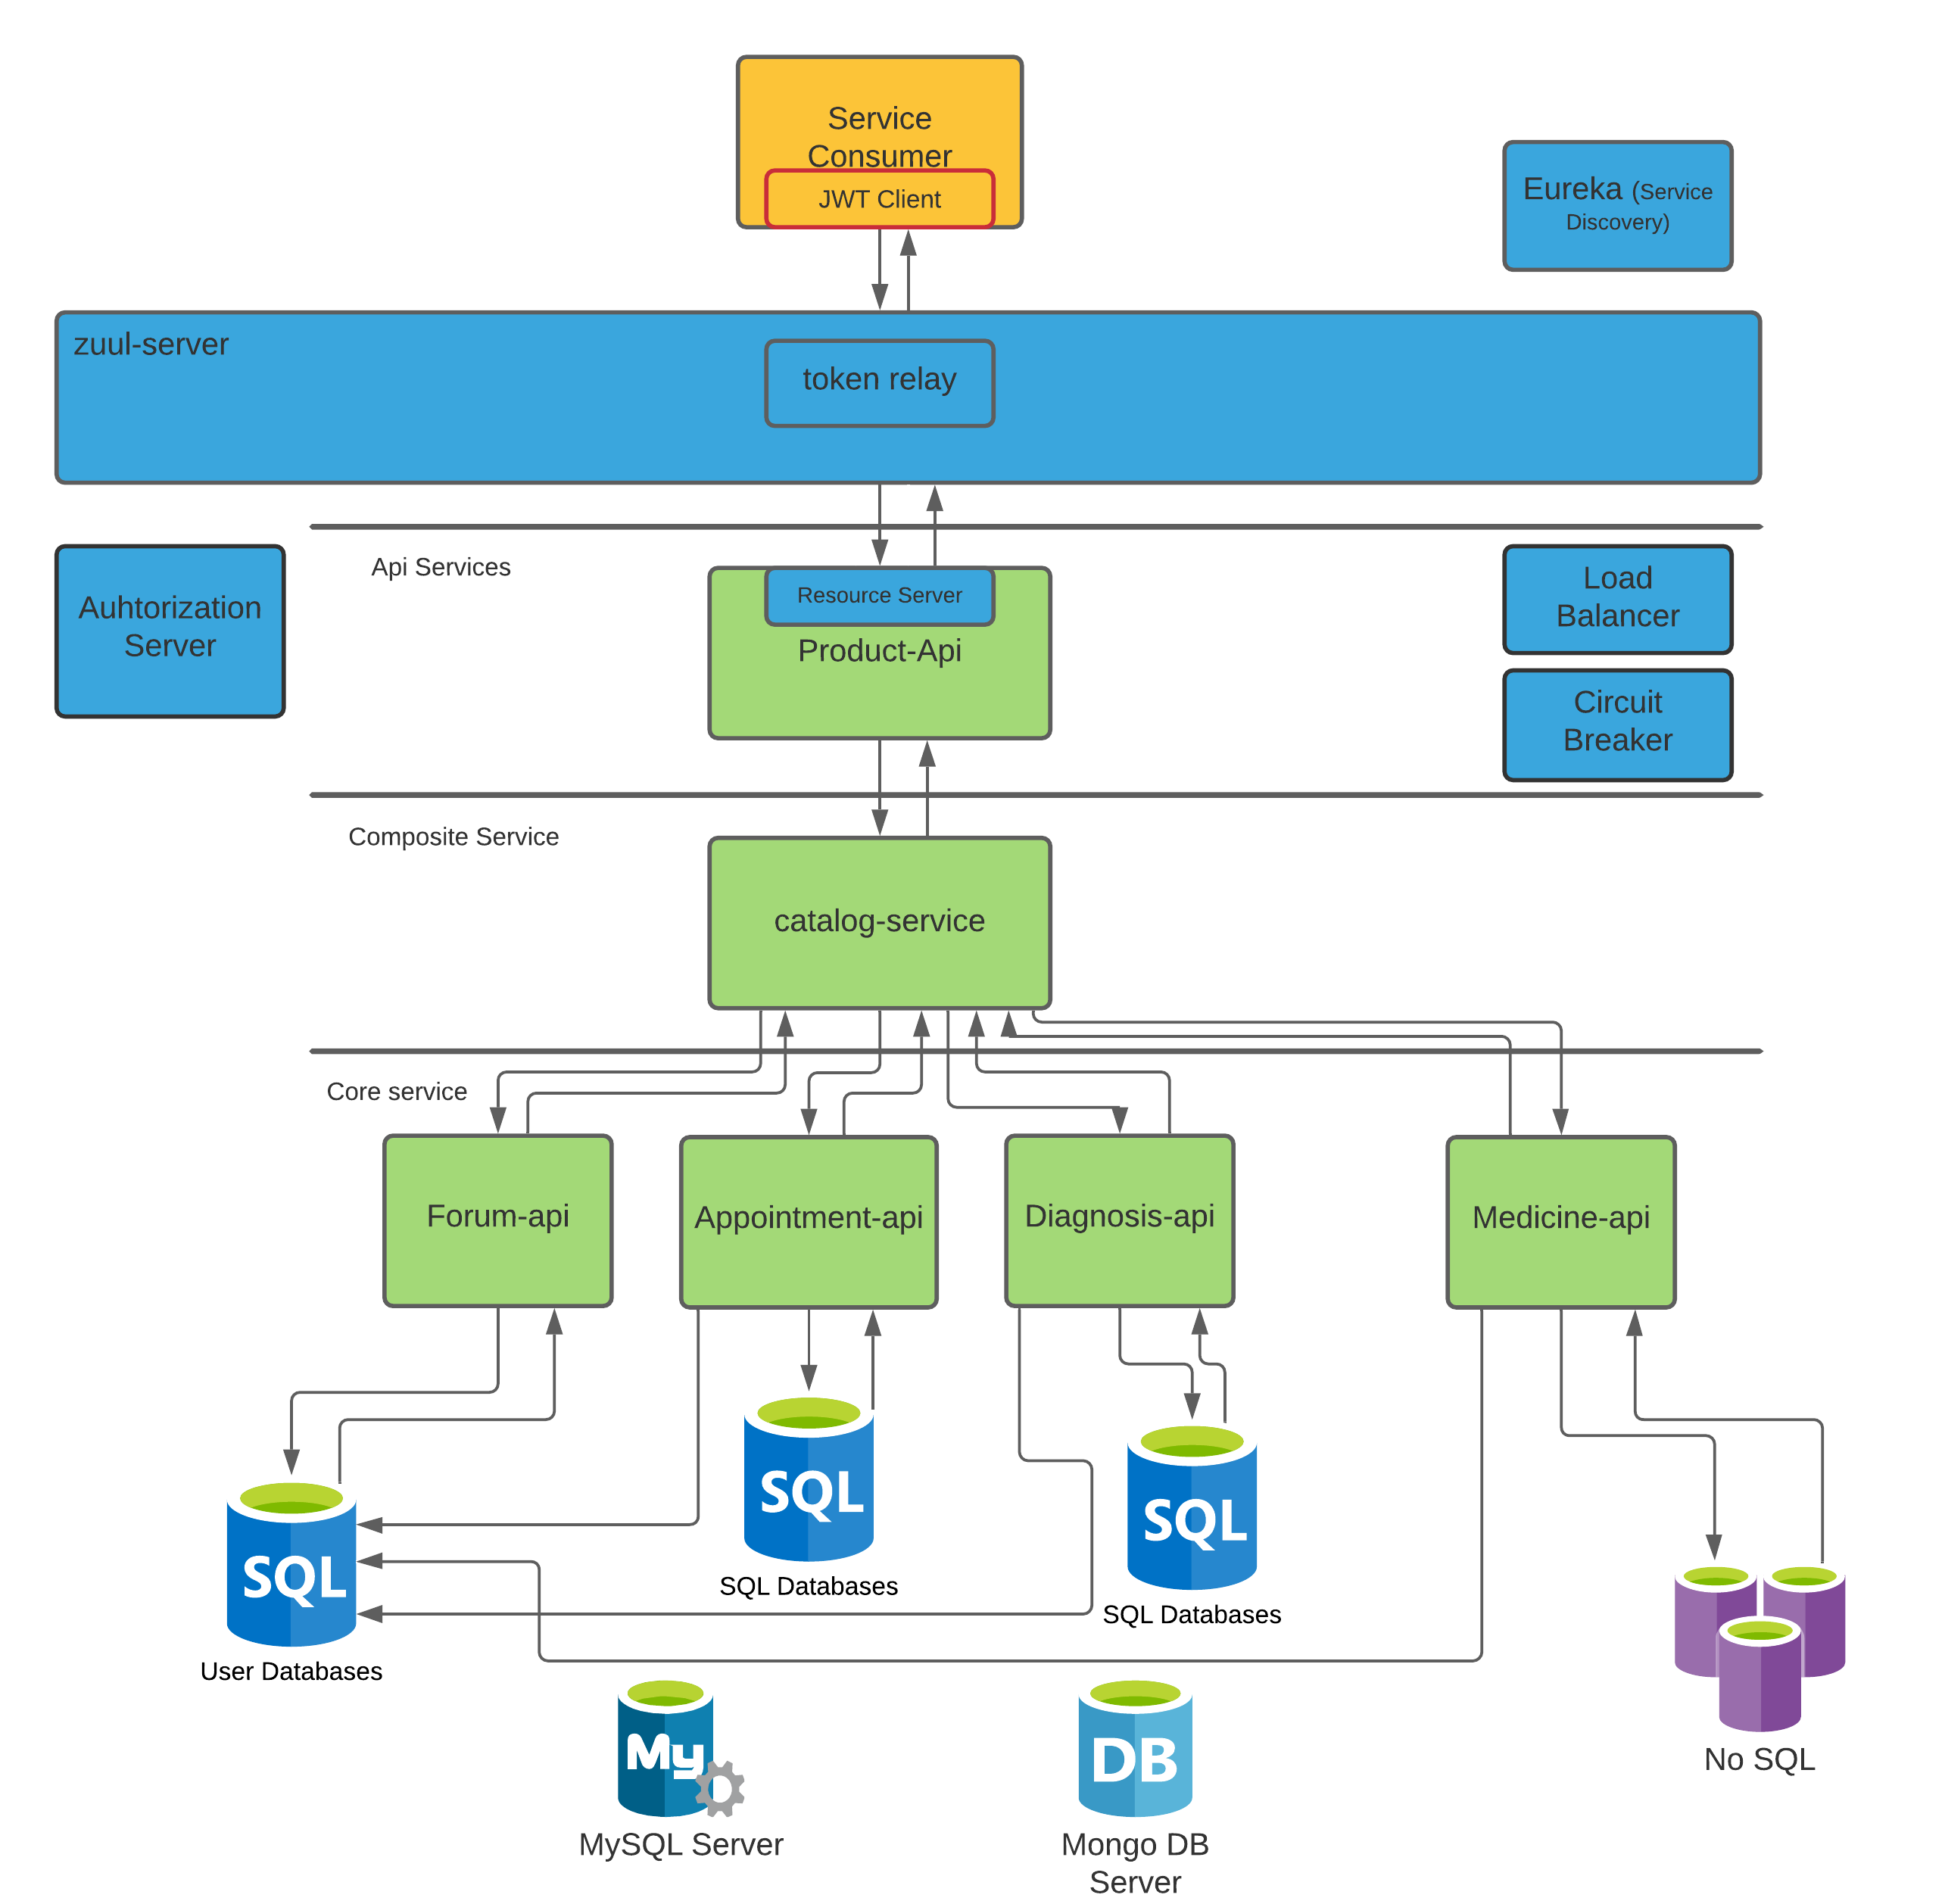 Service
Consumer
JWT Client
Eureka (Service
Discovery)
zuul-server
token relay
Api Services
Auhtorization
Server
Resource Server
Product-Api
Load
Balancer
Circuit
Breaker
Composite Service
catalog-service
Core service
Forum-api
Appointment-api
Diagnosis-api
Medicine-api
SQL
SQL Databases
SQL
SQL Databases
SQL
User Databases
No SQL
My
MySQL Server
DB
Mongo DB
Server